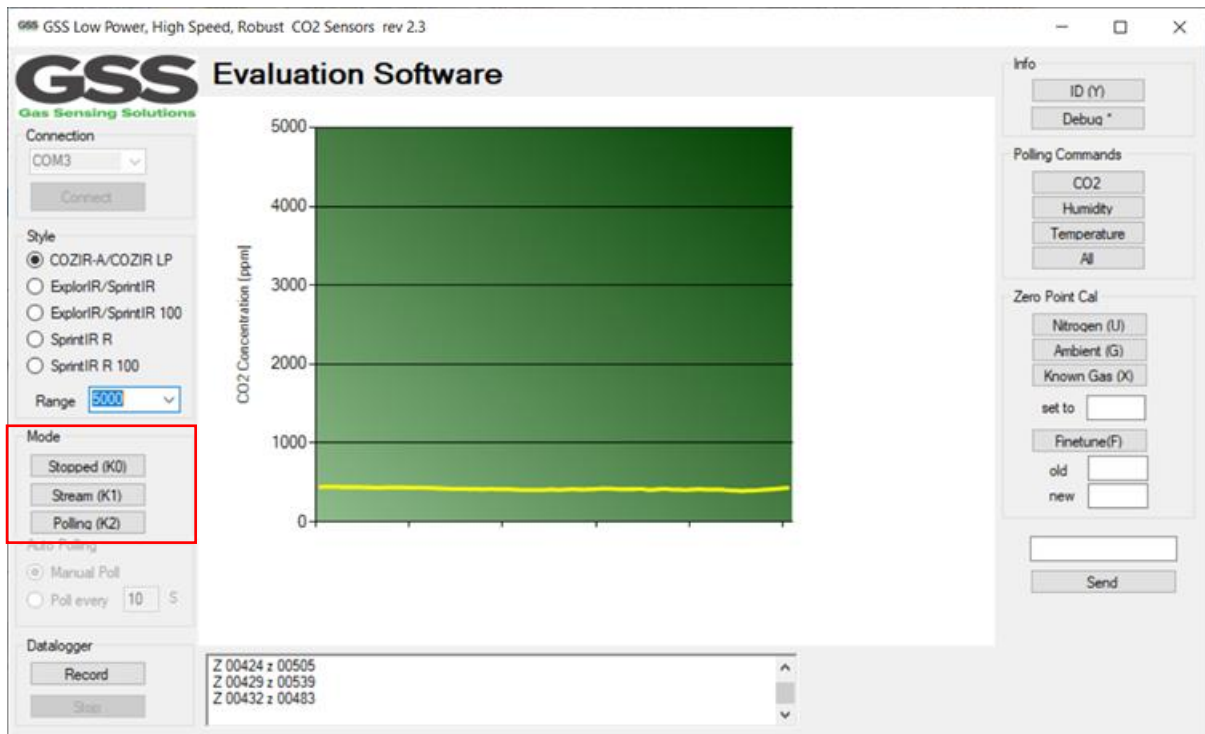 GSS GSS Low Power, High Speed, Robust CO2 Sensors rev 2.3
GSS
Gas Sensing Solutions
Evaluation Software
Connection
COM3
Connect
Style
COZIR-A/COZIR LP
ExplorIR/SprintIR
ExplorIR/SprintIR 100
SprintIR R
SprintIR R 100
Range 5000
Mode
Stopped (K0)
Stream (K1)
Polling (K2)
Auto Polling
Manual Poll
Poll every 10 S
Datalogger
Record
Stop
CO2 Concentration [ppm]
5000
4000
3000
2000
1000
0
Z 00424 z 00505
Z 00429 z 00539
Z 00432 z 00483
Info
ID (Y)
Debug *
Polling Commands
CO2
Humidity
Temperature
All
Zero Point Cal
Nitrogen (U)
Ambient (G)
Known Gas (X)
set to
Finetune(F)
old
new
Send